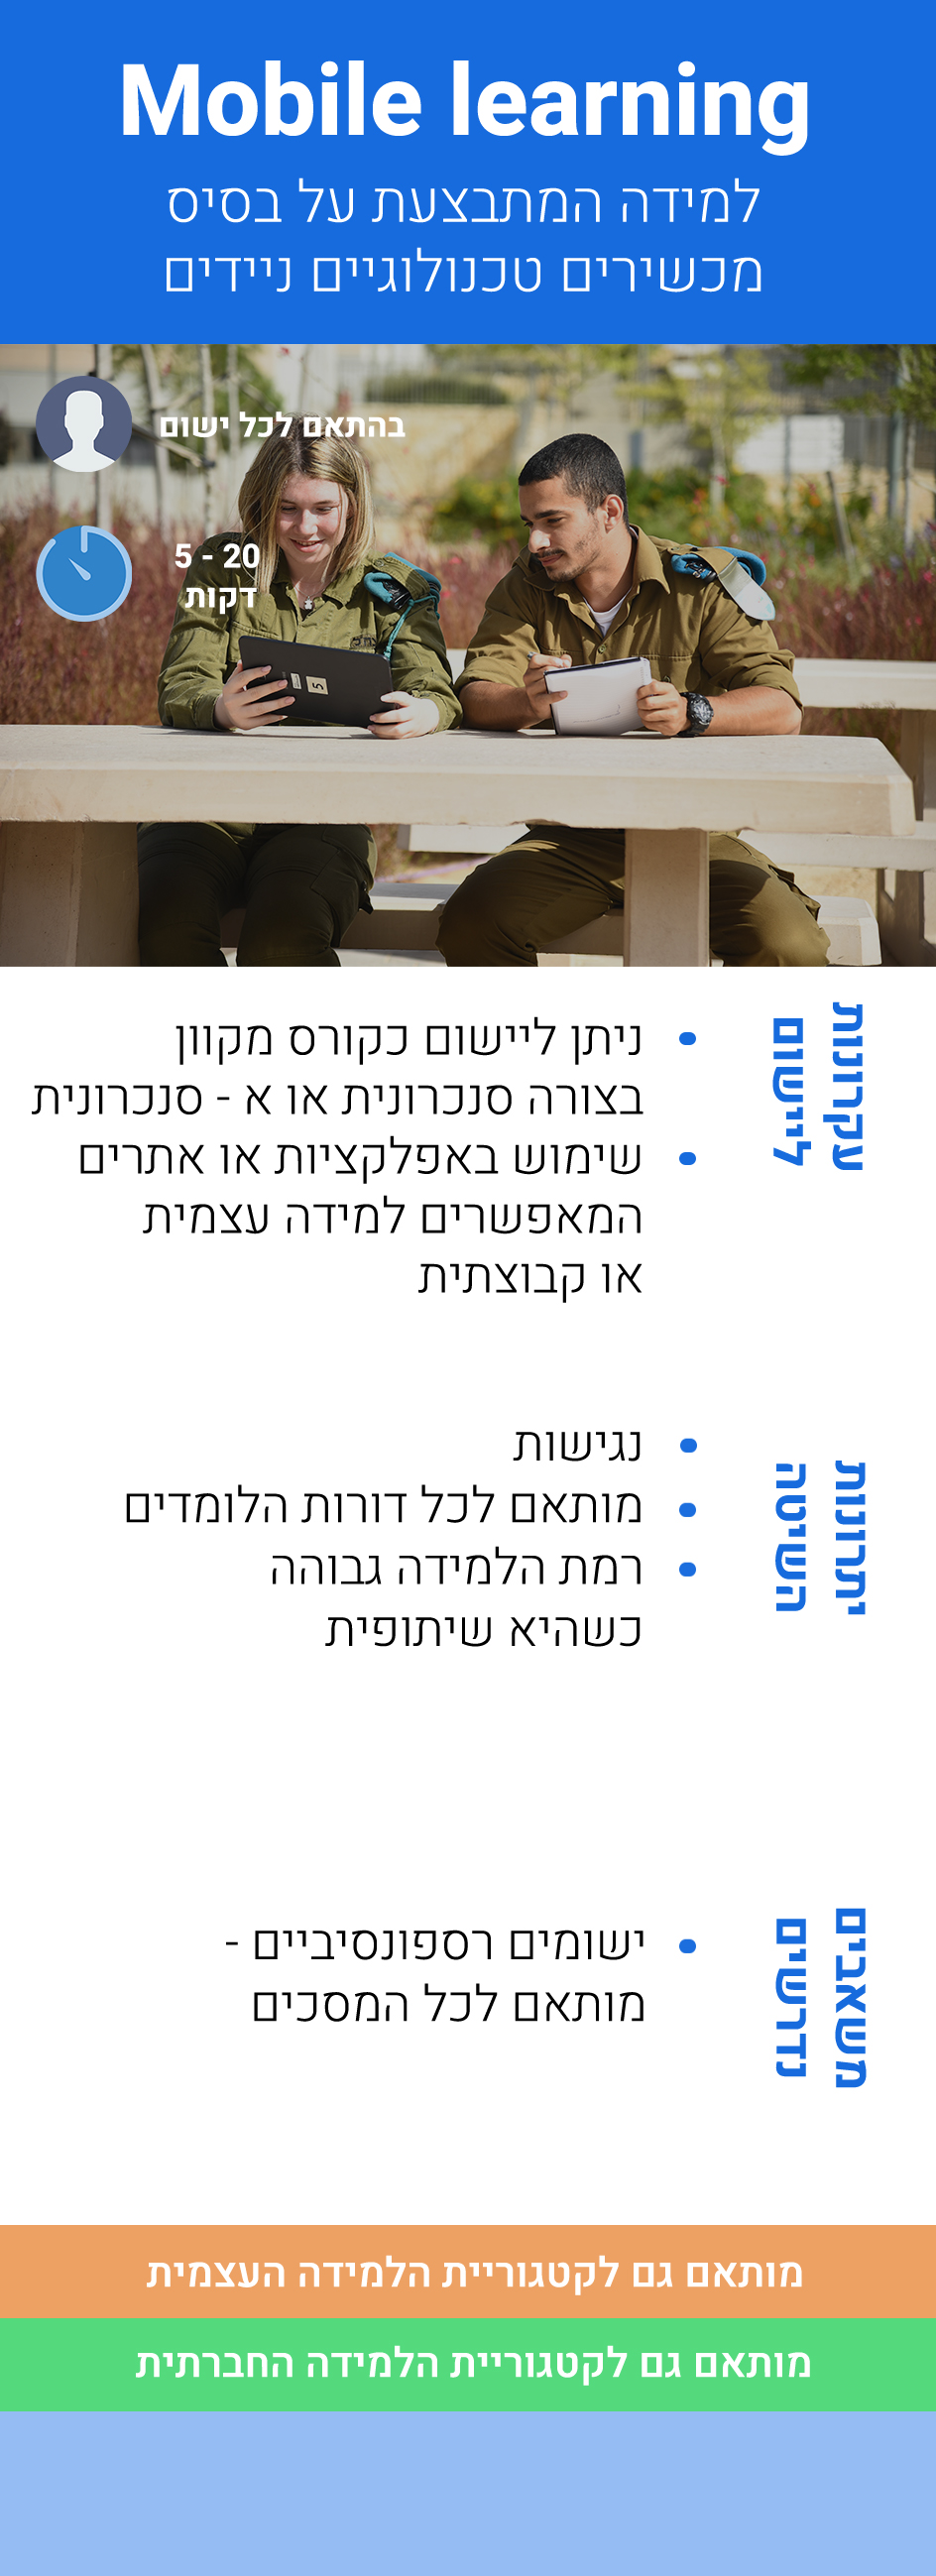 Mobile learning
למידה המתבצעת על בסיס
מכשירים טכנולוגיים ניידים
בהתאם לכל ישום
5 - 20
דקות
עקרונות
ליישום
• ניתן ליישום כקורס מקוון
בצורה סנכרונית או א - סנכרונית
• שימוש באפלקציות או אתרים
המאפשרים למידה עצמית
או קבוצתית
יתרונות
השיטה
• נגישות
• מותאם לכל דורות הלומדים
• רמת הלמידה גבוהה
כשהיא שיתופית
משאבים
נדרשים
• ישומים רספונסיביים -
מותאם לכל המסכים
מותאם גם לקטגוריית הלמידה העצמית
מותאם גם לקטגוריית הלמידה החברתית